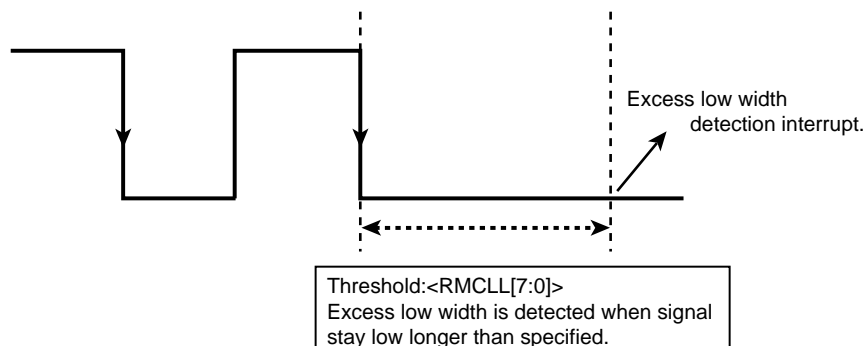 Excess low width
detection interrupt.
Threshold:<RMCLL[7:0]>
Excess low width is detected when signal
stay low longer than specified.